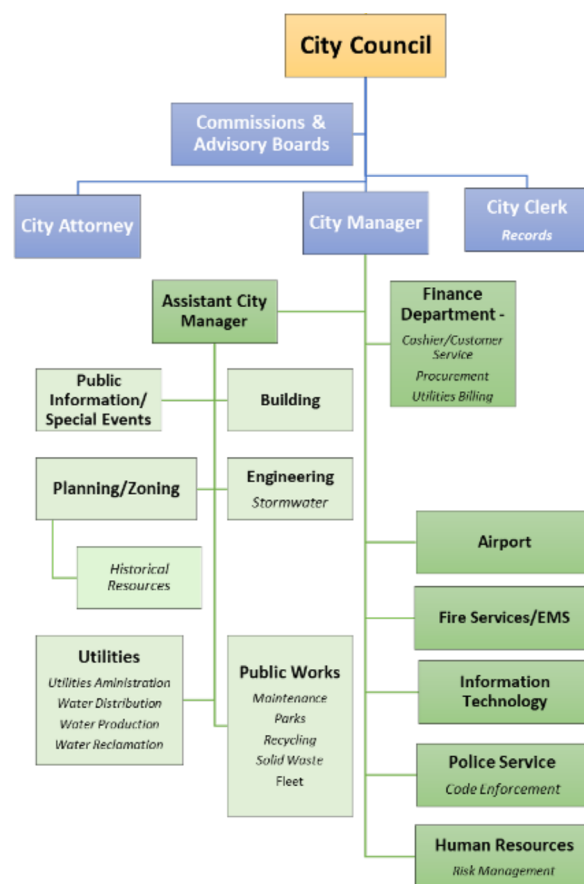 City Council
Commissions &
Advisory Boards
City Attorney
City Manager
City Clerk
Records
Assistant City
Manager
Finance
Department -
Cashier/Customer
Service
Procurement
Utilities Billing
Public
Information/
Special Events
Building
Planning/Zoning
Engineering
Stormwater
Historical
Resources
Airport
Fire Services/EMS
Utilities
Utilities Aministration
Water Distribution
Water Production
Water Reclamation
Public Works
Maintenance
Parks
Recycling
Solid Waste
Fleet
Information
Technology
Police Service
Code Enforcement
Human Resources
Risk Management